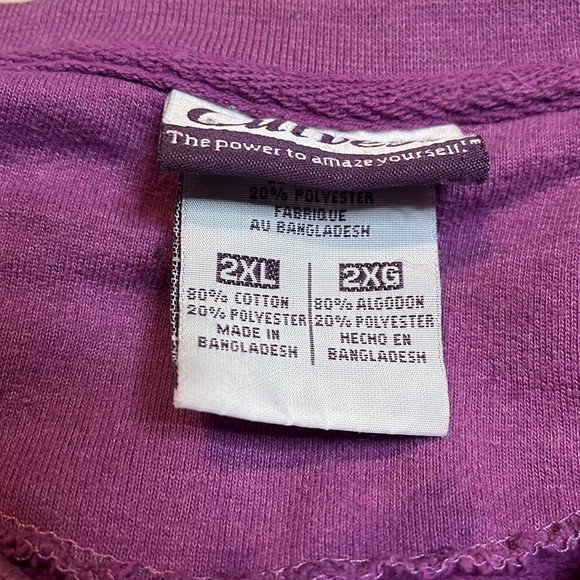 Curves
The power to amaze yourself.™
20% POLYESTER
FABRIQUE
AU BANGLADESH
2XL
80% COTTON
20% POLYESTER
MADE IN
BANGLADESH
2XG
80% ALGODON
20% POLYESTER
HECHO EN
BANGLADESH